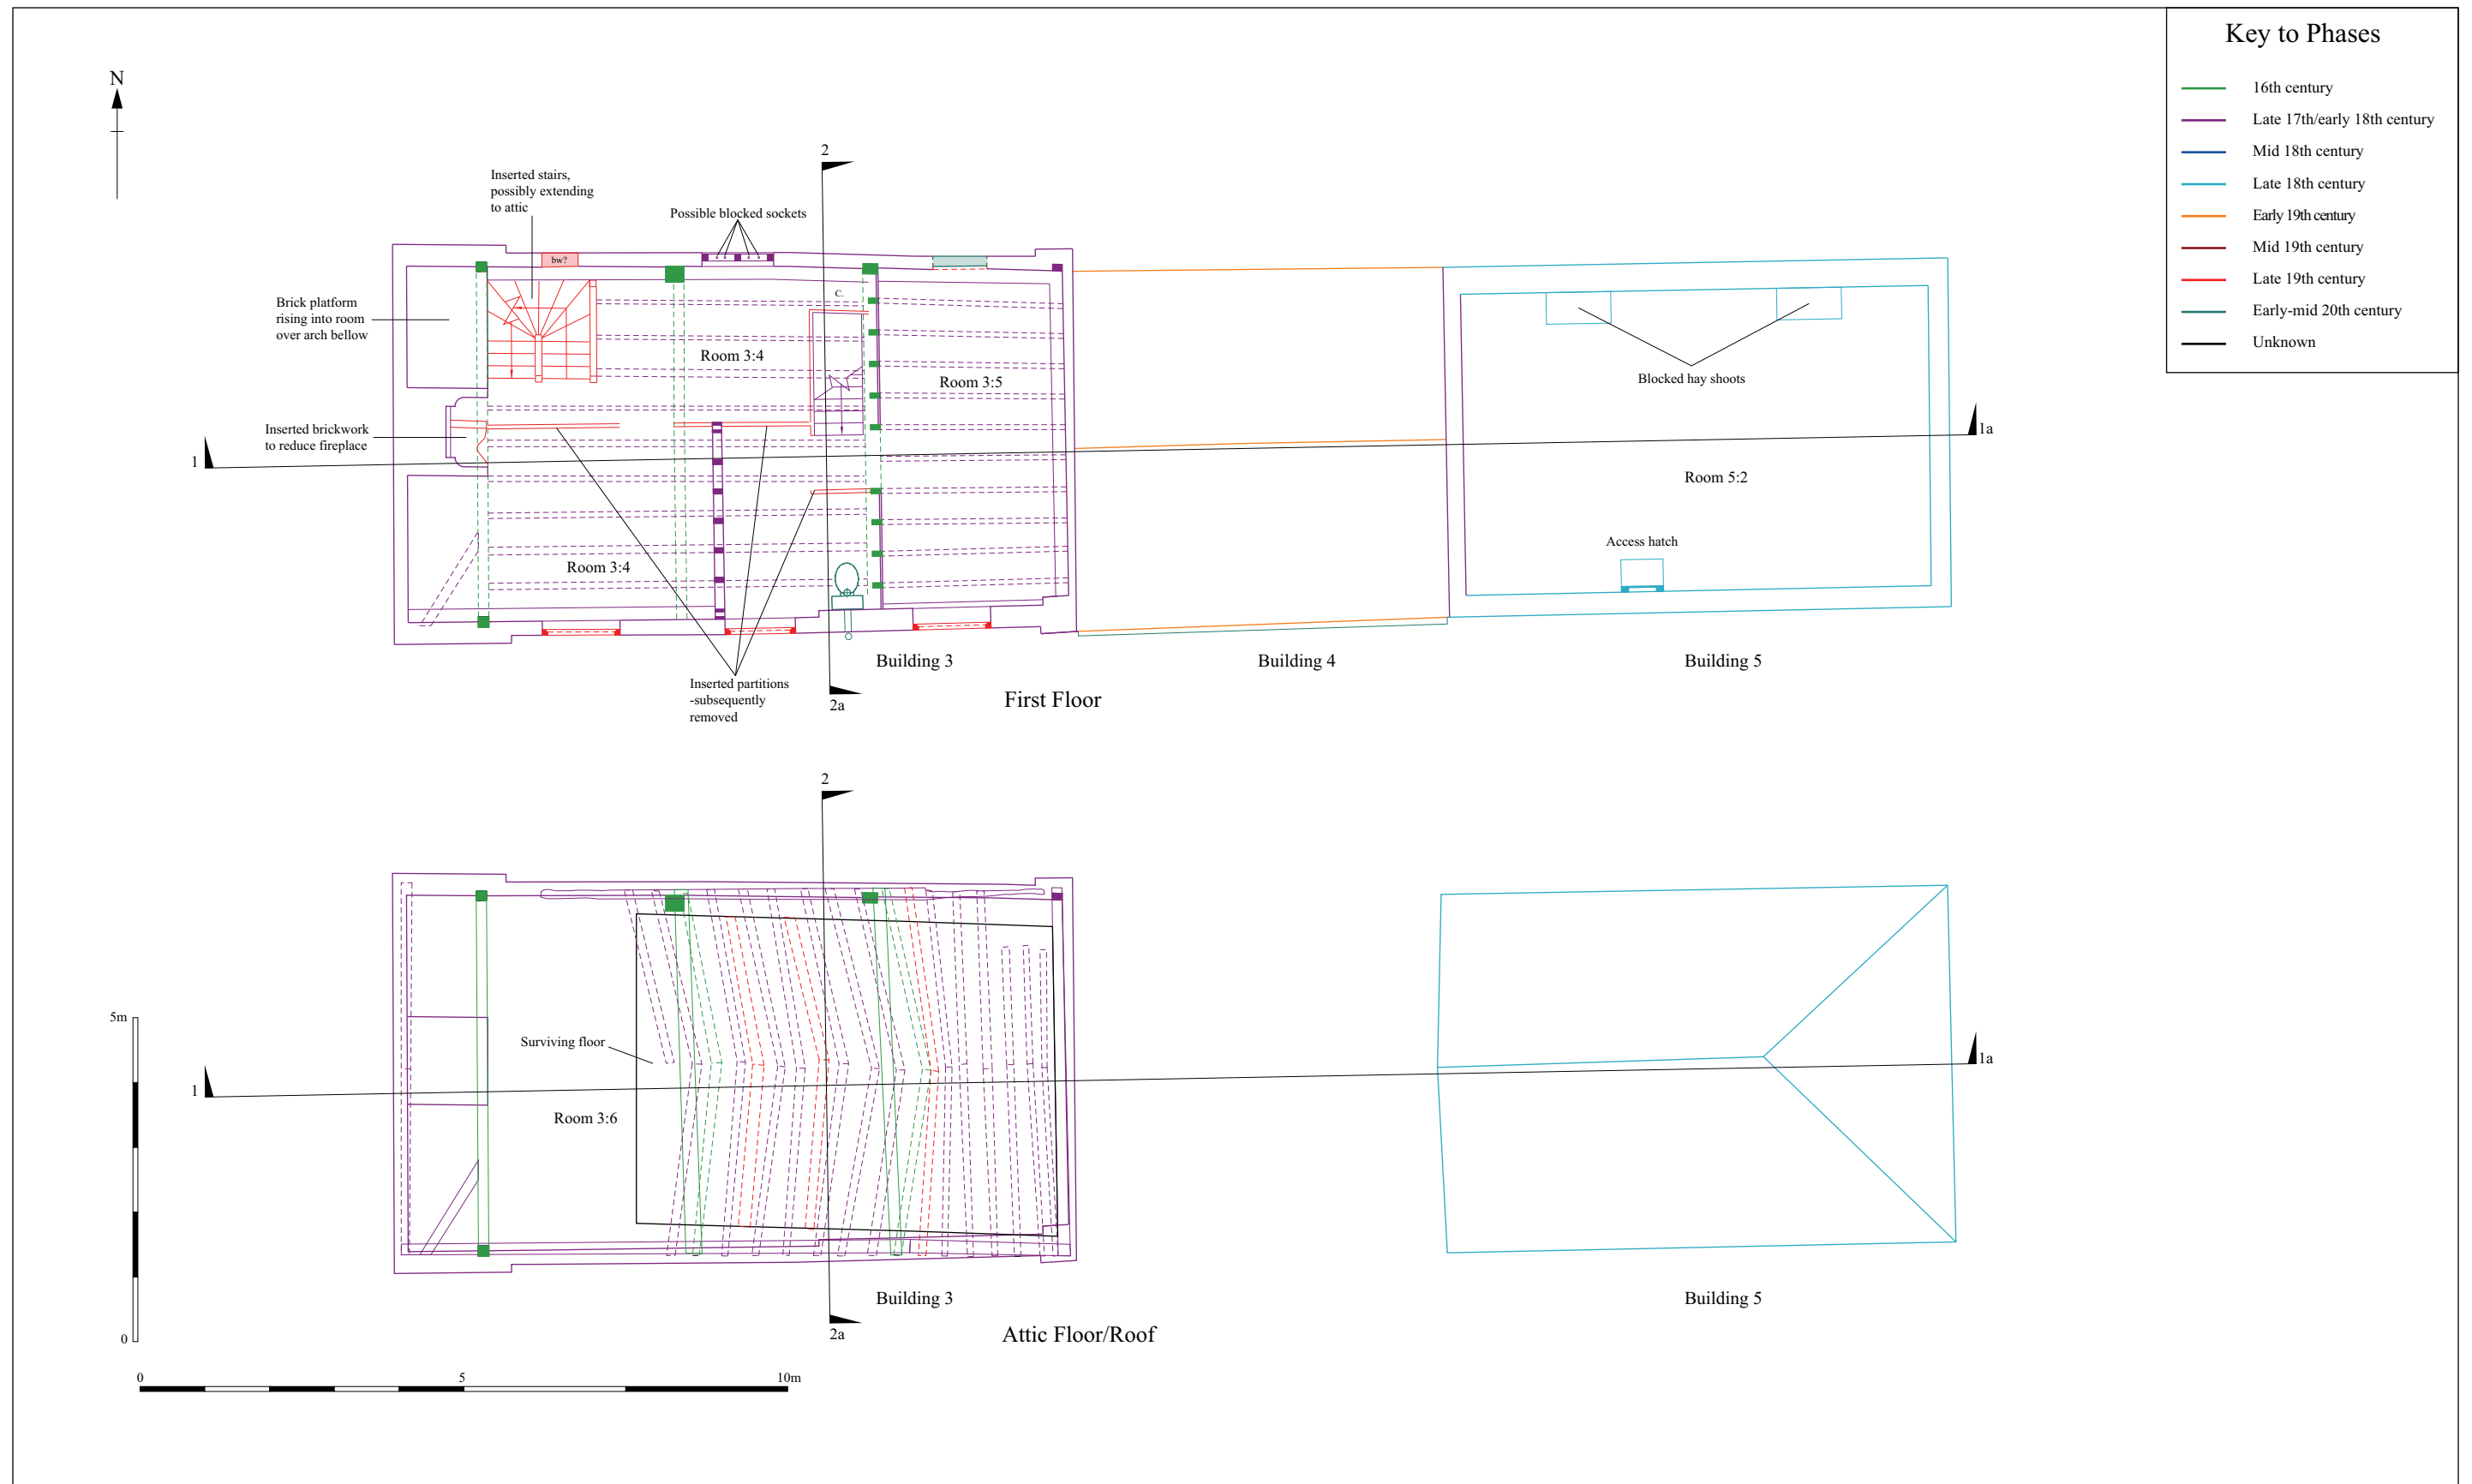 Key to Phases
16th century
Late 17th/early 18th century
Mid 18th century
Late 18th century
Early 19th century
Mid 19th century
Late 19th century
Early-mid 20th century
Unknown
N
2
Inserted stairs,
possibly extending
to attic
Possible blocked sockets
bw?
C.
Brick platform
rising into room
over arch bellow
Room 3:4
Room 3:5
Blocked hay shoots
Inserted brickwork
to reduce fireplace
1
1a
Room 5:2
Access hatch
Room 3:4
Building 3
Building 4
Building 5
Inserted partitions
-subsequently
removed
2a
First Floor
2
5m
Surviving floor
1
1a
Room 3:6
Building 3
Building 5
0
2a
Attic Floor/Roof
0
5
10m